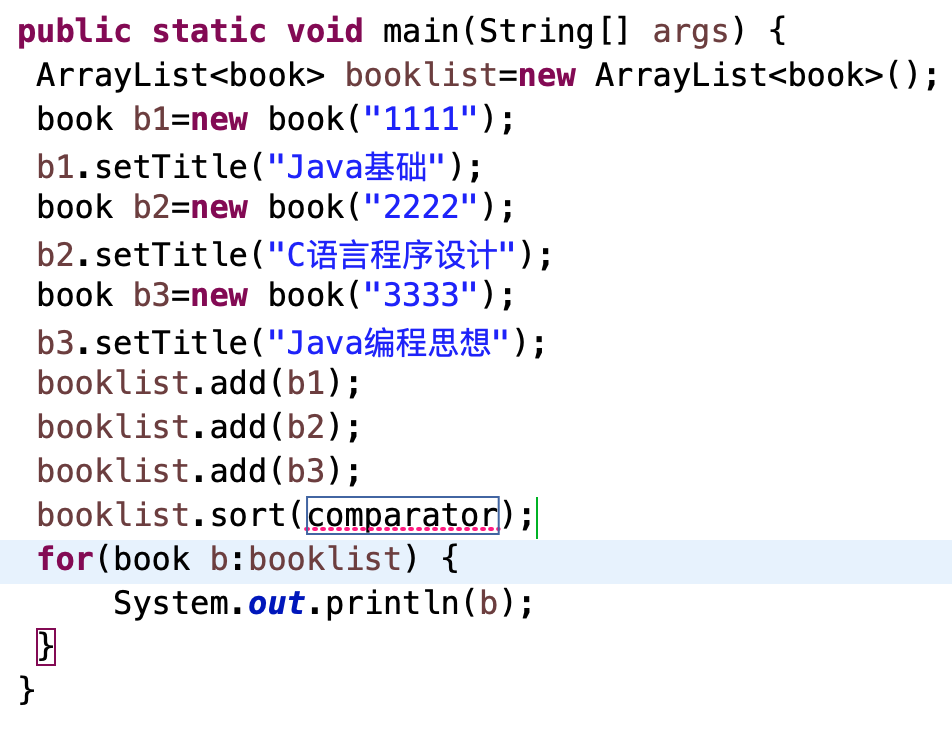 public static void main(String[] args) {
ArrayList<book> booklist=new ArrayList<book>();
book b1=new book("1111");
b1.setTitle("Java基础");
book b2=new book("2222");
b2.setTitle("C语言程序设计");
book b3=new book("3333");
b3.setTitle("Java编程思想");
booklist.add(b1);
booklist.add(b2);
booklist.add(b3);
booklist.sort(comparator);
for(book b:booklist) {
System.out.println(b);
}
}